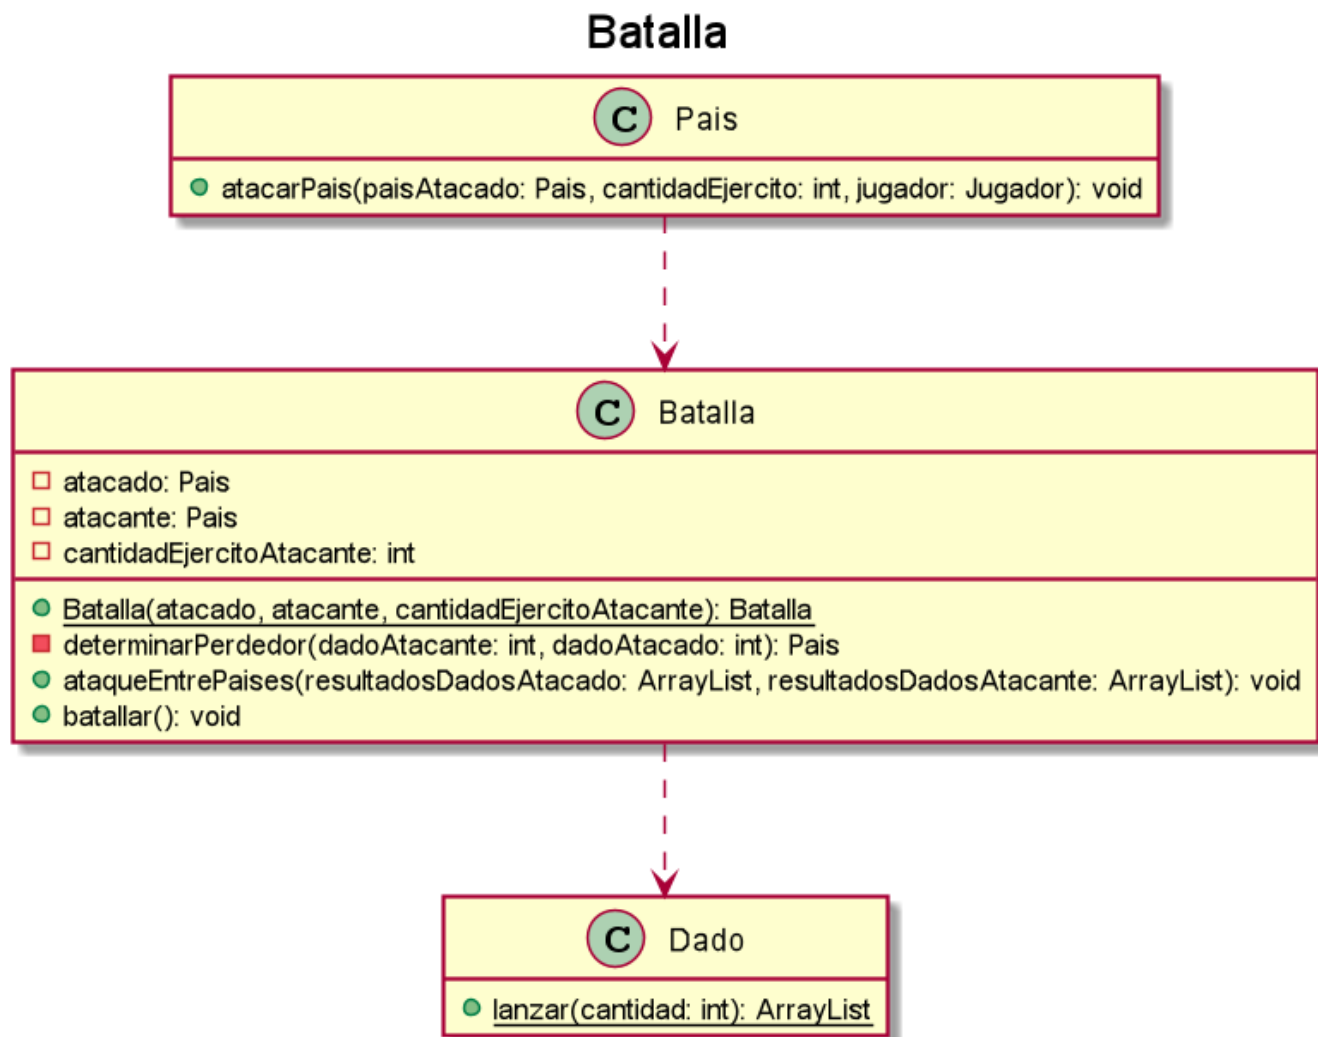 Batalla
C Pais
atacarPais(paisAtacado: Pais, cantidadEjercito: int, jugador: Jugador): void
C Batalla
atacado: Pais
atacante: Pais
cantidadEjercitoAtacante: int
Batalla(atacado, atacante, cantidadEjercitoAtacante): Batalla
determinarPerdedor(dadoAtacante: int, dadoAtacado: int): Pais
ataqueEntrePaises(resultadosDadosAtacado: ArrayList, resultadosDadosAtacante: ArrayList): void
batallar(): void
C Dado
lanzar(cantidad: int): ArrayList